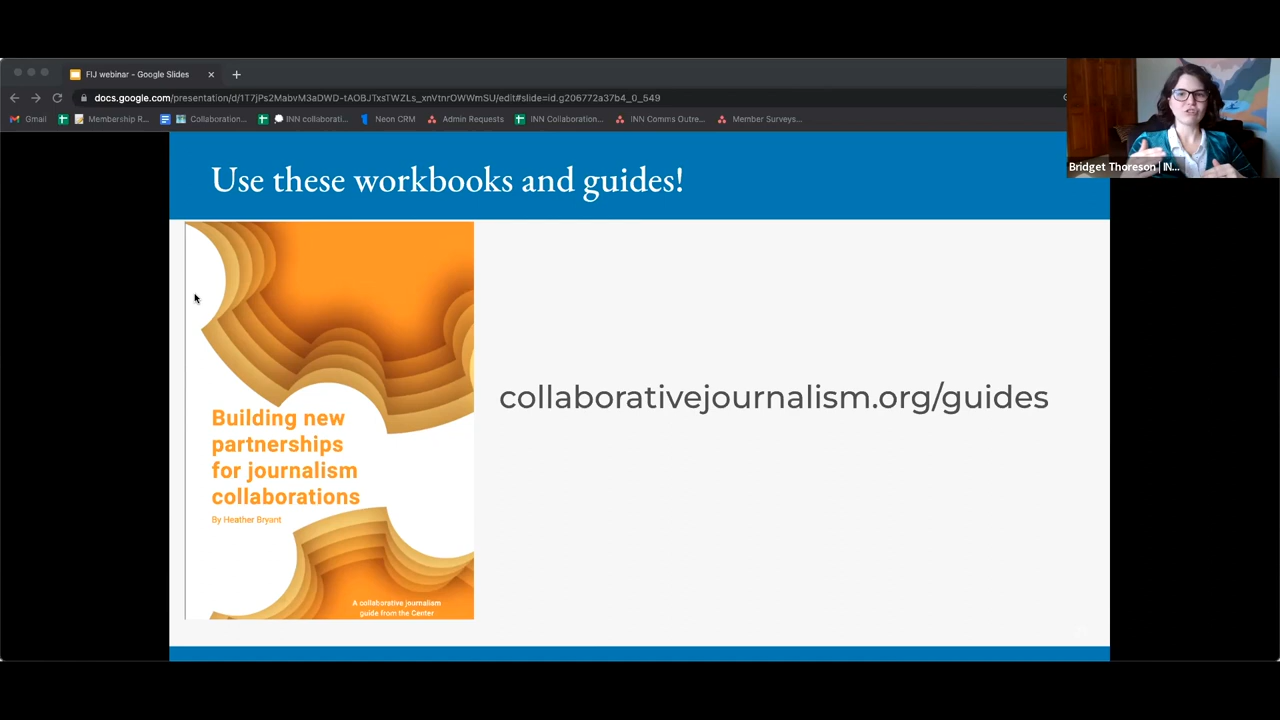 FIJ webinar - Google Slides
docs.google.com/presentation/d/1T7jPs2MabvM3aDWD-tAOBJTxsTWZLs_xnVtnrOWWmSU/edit#slide=id.g206772a37b4_0_549
Gmail
Membership R...
Collaboration...
INN collaborati...
Neon CRM
Admin Requests
INN Collaboration...
INN Comms Outre...
Member Surveys...
Bridget Thoreson | IN...
Use these workbooks and guides!
Building new
partnerships
for journalism
collaborations
By Heather Bryant
A collaborative journalism
guide from the Center
collaborativejournalism.org/guides